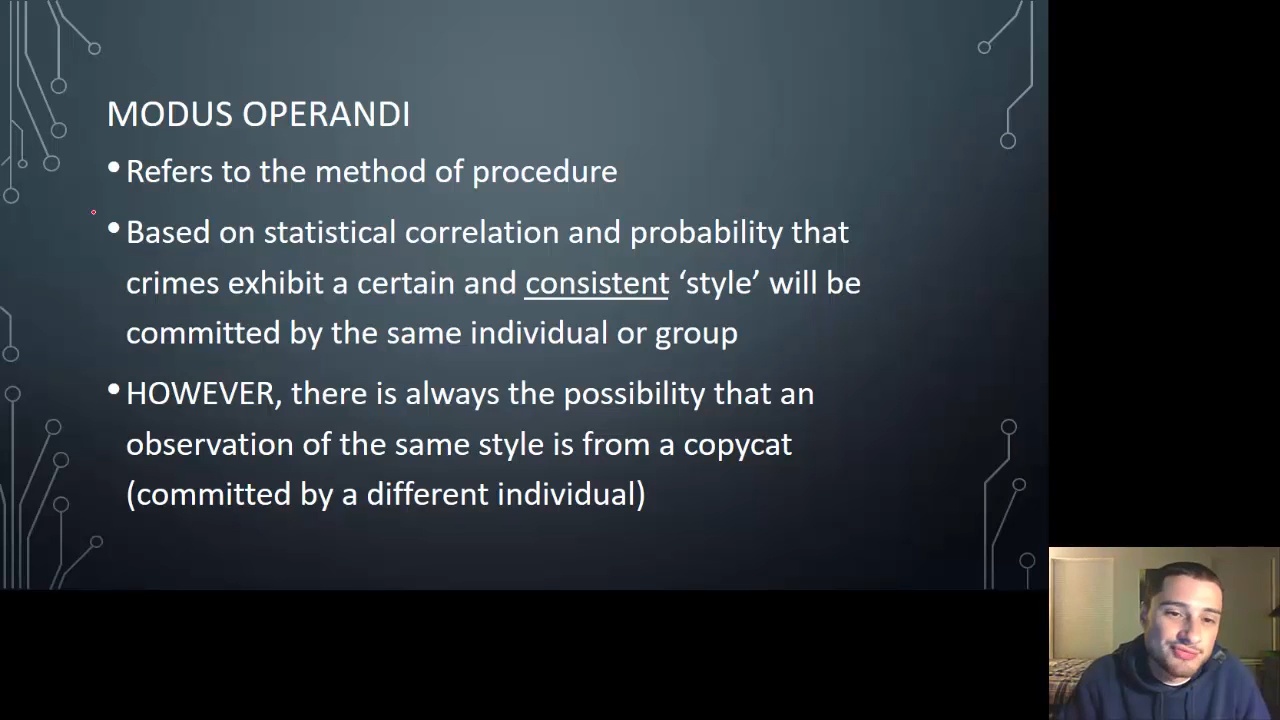 MODUS OPERANDI
• Refers to the method of procedure
• Based on statistical correlation and probability that
crimes exhibit a certain and consistent ‘style’ will be
committed by the same individual or group
• HOWEVER, there is always the possibility that an
observation of the same style is from a copycat
(committed by a different individual)